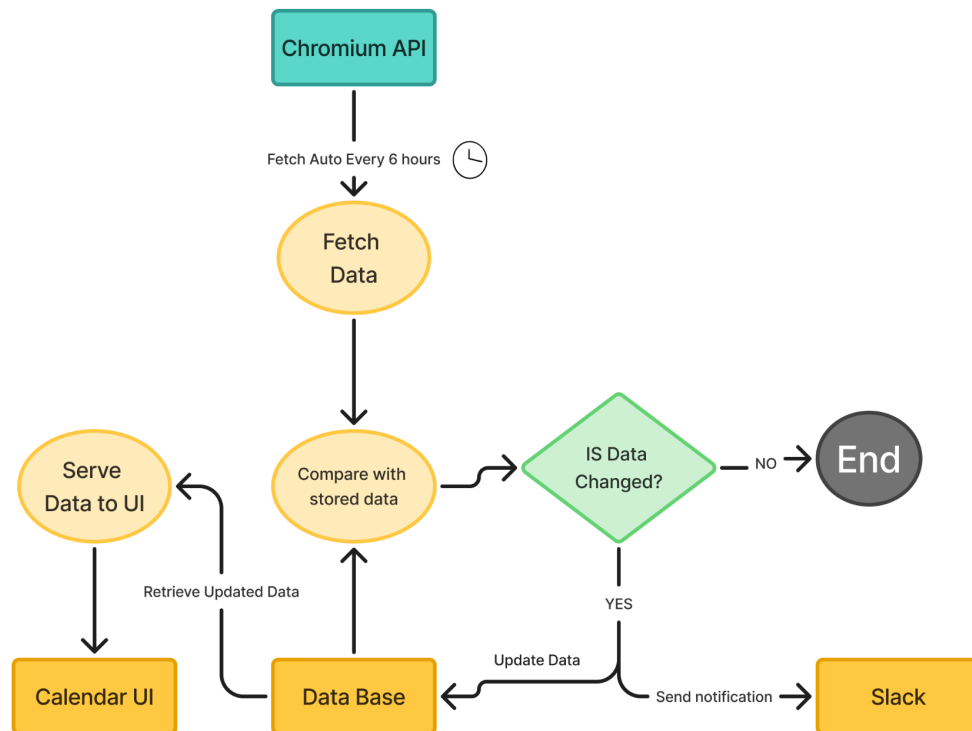 Chromium API
Fetch Auto Every 6 hours
Fetch
Data
Serve
Data to UI
Compare with
stored data
IS Data
Changed?
NO
End
Retrieve Updated Data
YES
Update Data
Calendar UI
Data Base
Send notification
Slack